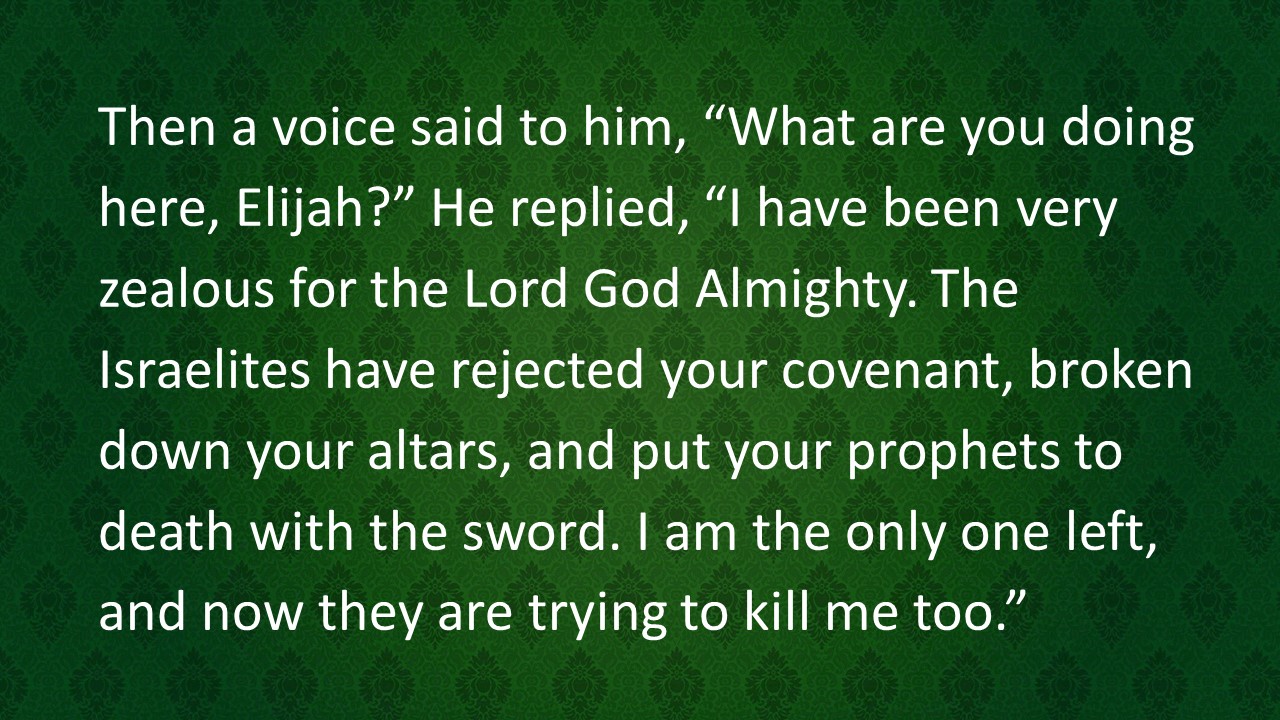 Then a voice said to him, “What are you doing
here, Elijah?” He replied, “I have been very
zealous for the Lord God Almighty. The
Israelites have rejected your covenant, broken
down your altars, and put your prophets to
death with the sword. I am the only one left,
and now they are trying to kill me too.”